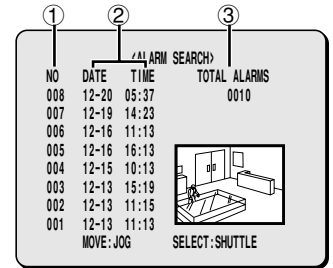 ① ② ③
<ALARM SEARCH>
NO DATE TIME TOTAL ALARMS
008 12-20 05:37 0010
007 12-19 14:23
006 12-16 11:13
005 12-16 16:13
004 12-15 10:13
003 12-13 15:19
002 12-13 11:15
001 12-13 11:13
MOVE:JOG SELECT:SHUTTLE